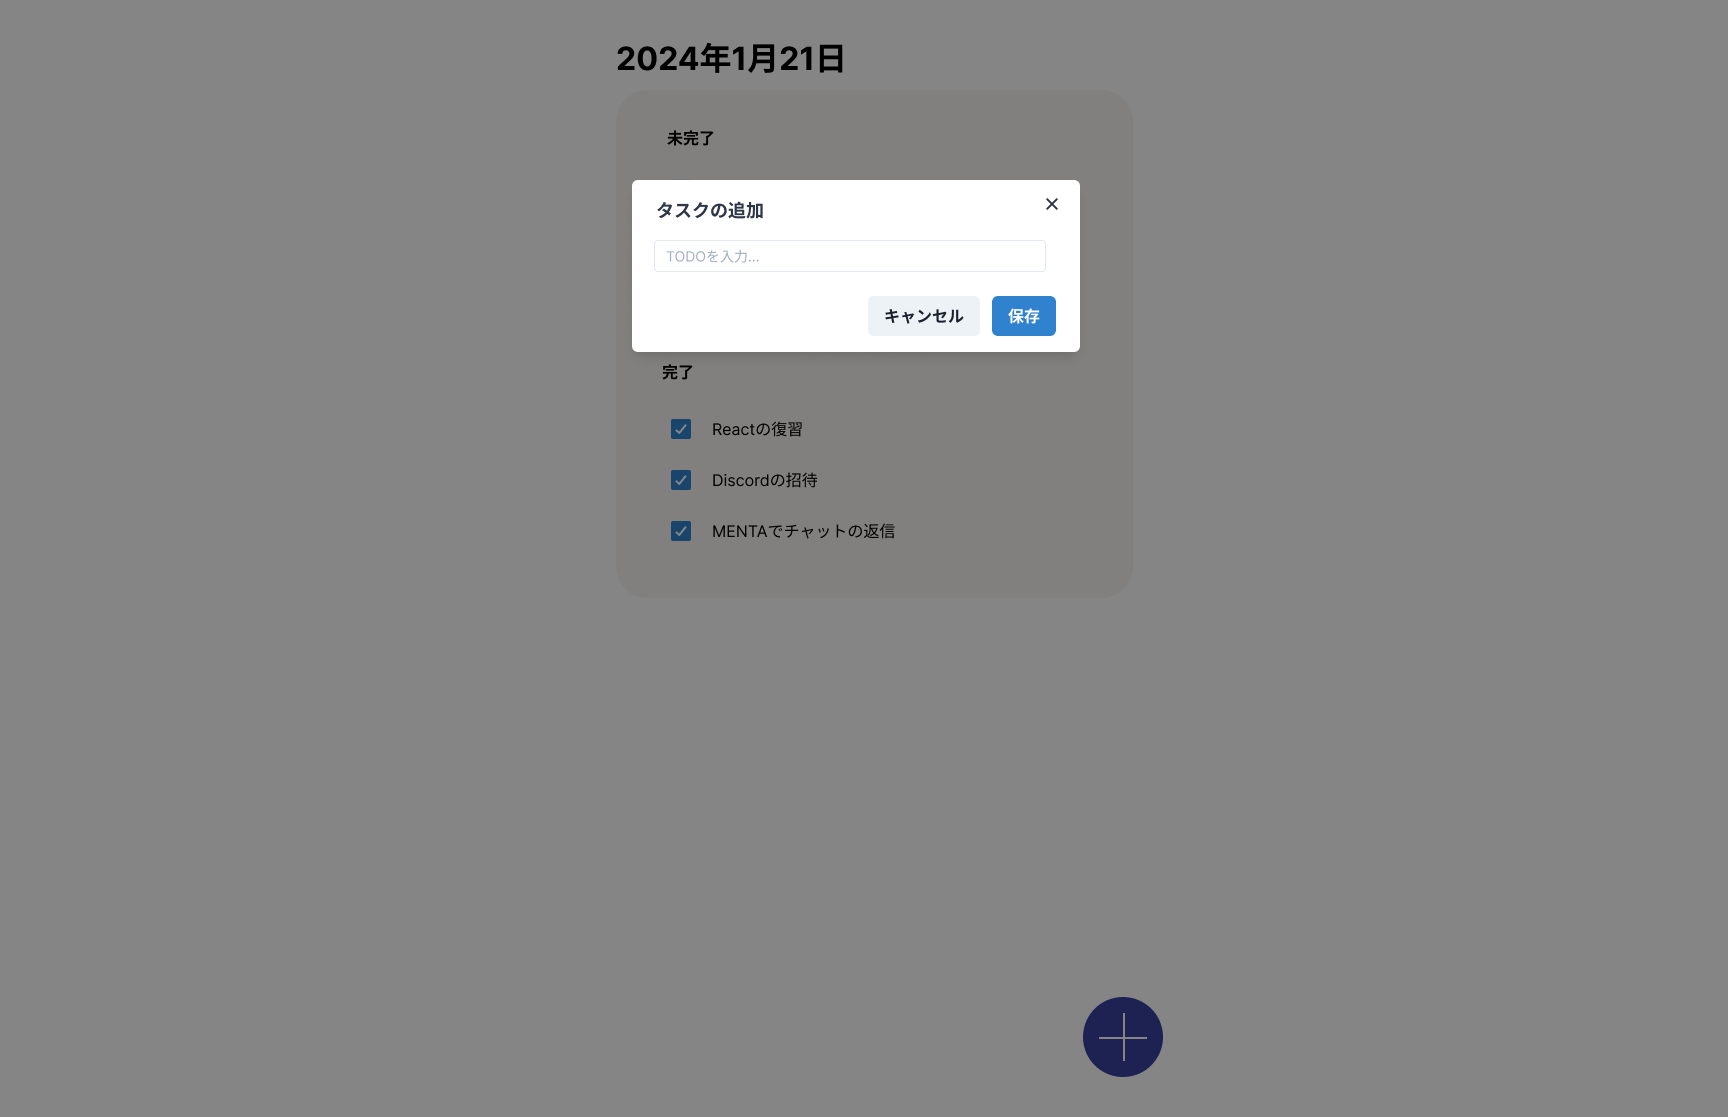 2024年1月21日
未完了
タスクの追加
TODOを入力...
キャンセル 保存
完了
Reactの復習
Discordの招待
MENTAでチャットの返信